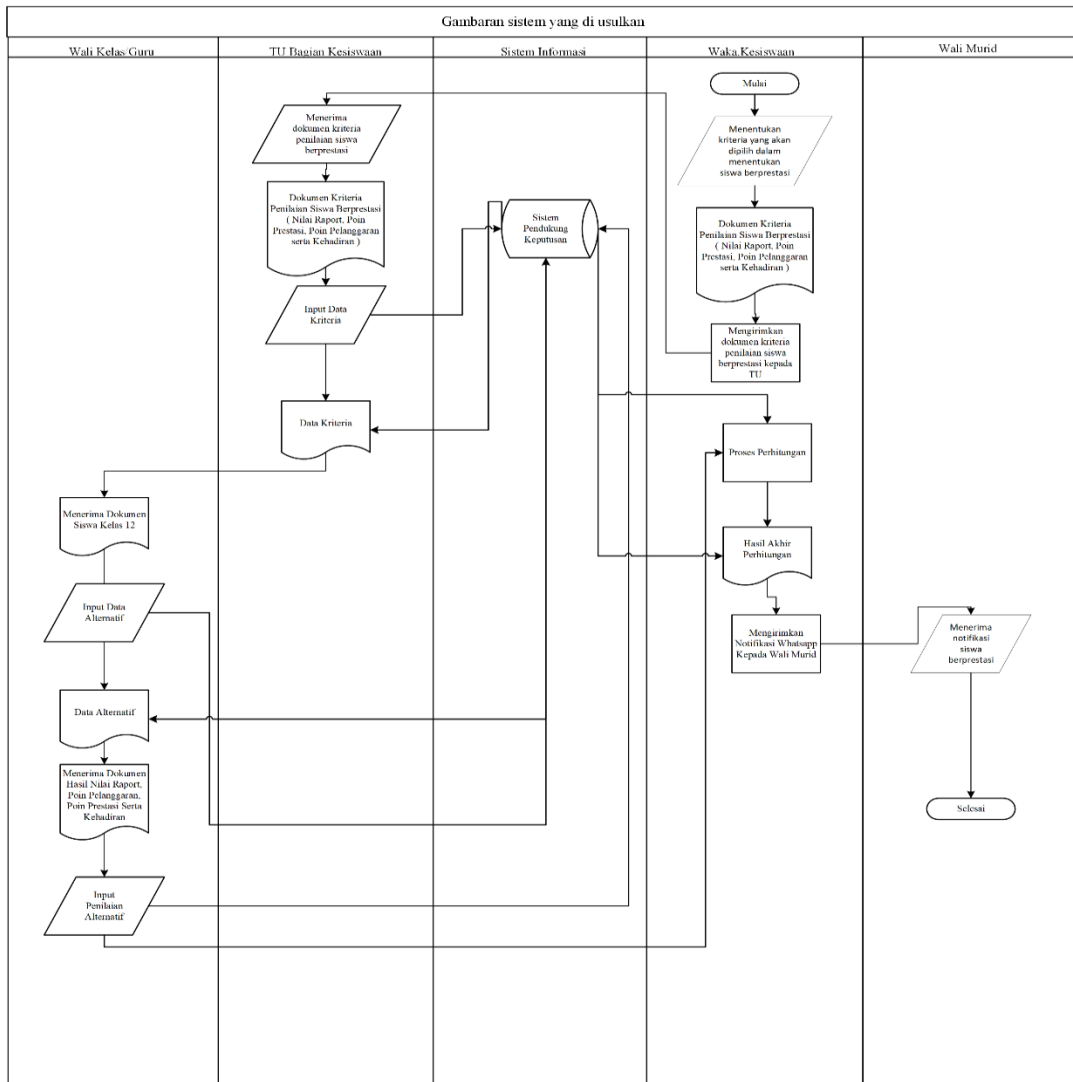 Gambaran sistem yang di usulkan
Wali Kelas/Guru
TU Bagian Kesiswaan
Sistem Informasi
Waka.Kesiswaan
Wali Murid
Menerima
dokumen kriteria
penilaian siswa
berprestasi
Dokumen Kriteria
Penilaian Siswa Berprestasi
( Nilai Raport, Poin
Prestasi, Poin Pelanggaran
serta Kehadiran )
Input Data
Kriteria
Data Kriteria
Menerima Dokumen
Siswa Kelas 12
Input Data
Alternatif
Data Alternatif
Menerima Dokumen
Hasil Nilai Raport,
Poin Pelanggaran,
Poin Prestasi Serta
Kehadiran
Input
Penilaian
Alternatif
Sistem
Pendukung
Keputusan
Mulai
Menentukan
kriteria yang akan
dipilih dalam
menentukan
siswa berprestasi
Dokumen Kriteria
Penilaian Siswa Berprestasi
( Nilai Raport, Poin
Prestasi, Poin Pelanggaran
serta Kehadiran )
Mengirimkan
dokumen kriteria
penilaian siswa
berprestasi kepada
TU
Proses Perhitungan
Hasil Akhir
Perhitungan
Mengirimkan
Notifikasi Whatsapp
Kepada Wali Murid
Menerima
notifikasi
siswa
berprestasi
Selesai